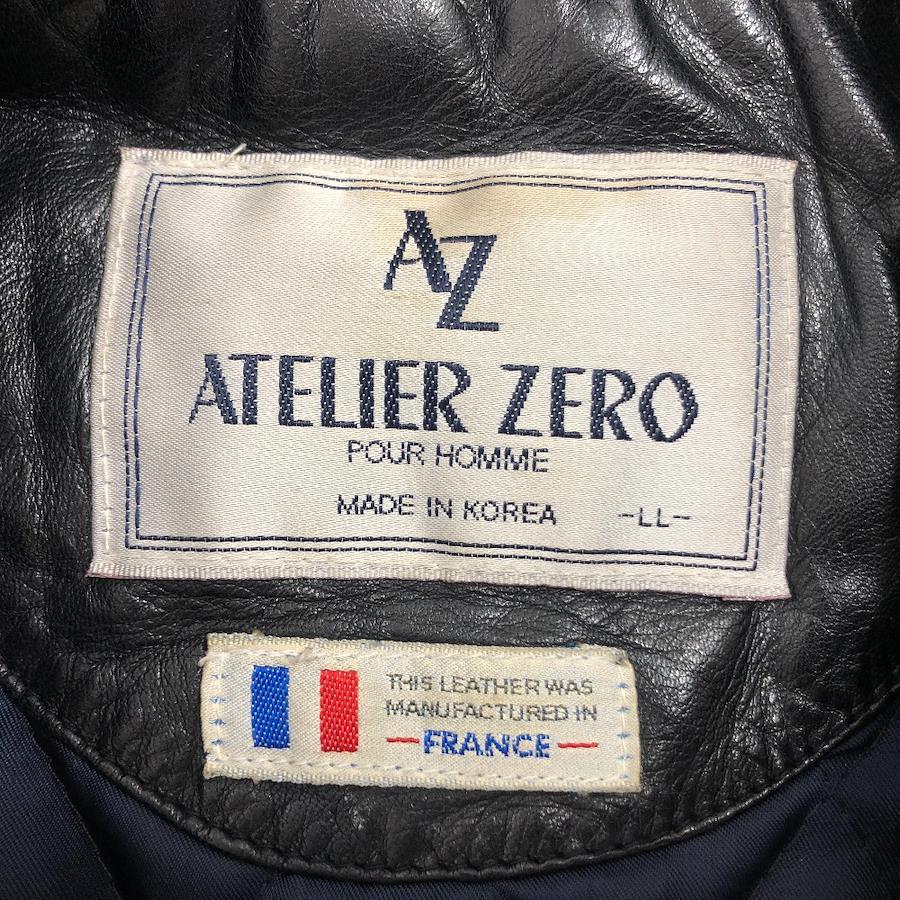 AZ
ATELIER ZERO
POUR HOMME
MADE IN KOREA -LL-
THIS LEATHER WAS
MANUFACTURED IN
— FRANCE —